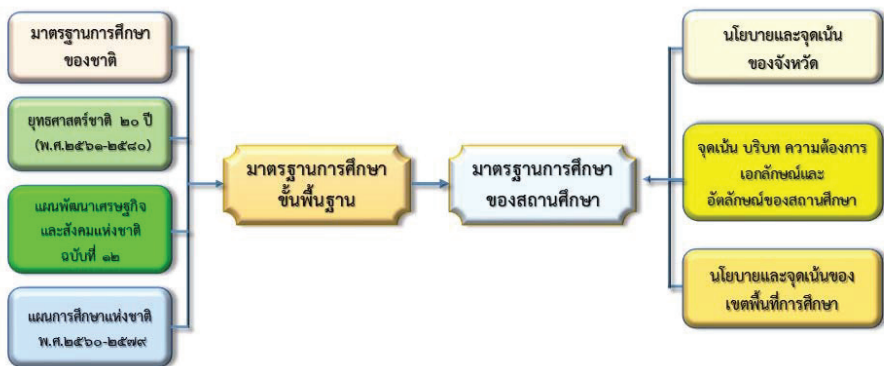 มาตรฐานการศึกษา
ของชาติ
ยุทธศาสตร์ชาติ ๒๐ ปี
(พ.ศ.๒๕๖๑-๒๕๘๐)
แผนพัฒนาเศรษฐกิจ
และสังคมแห่งชาติ
ฉบับที่ ๑๒
แผนการศึกษาแห่งชาติ
พ.ศ.๒๕๖๐-๒๕๗๙
มาตรฐานการศึกษา
ขั้นพื้นฐาน
มาตรฐานการศึกษา
ของสถานศึกษา
นโยบายและจุดเน้น
ของจังหวัด
จุดเน้น บริบท ความต้องการ
เอกลักษณ์และ
อัตลักษณ์ของสถานศึกษา
นโยบายและจุดเน้นของ
เขตพื้นที่การศึกษา